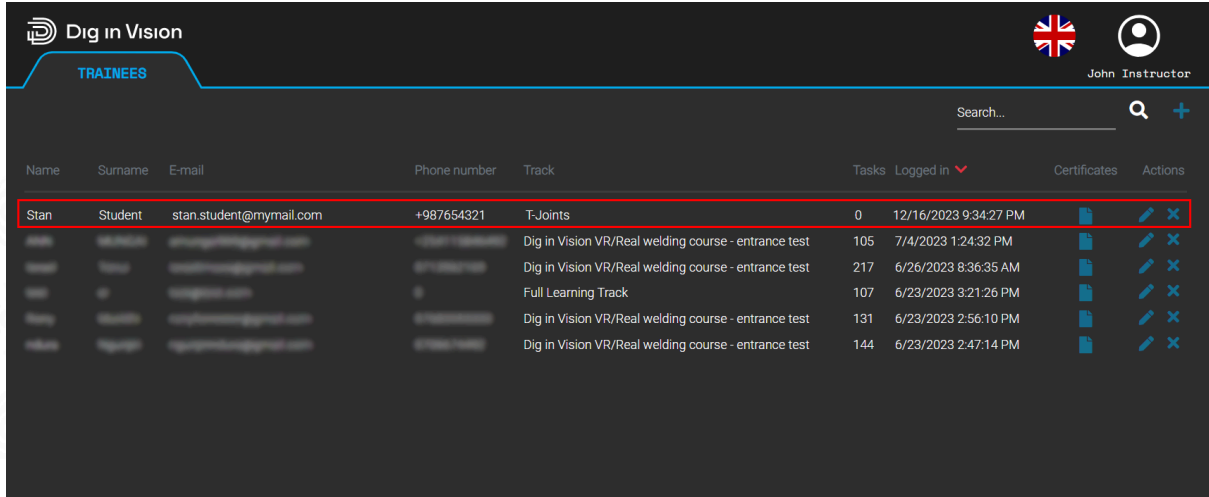 Dig in Vision
TRAINEES
John Instructor
Search...
Name Surname E-mail Phone number Track Tasks Logged in Certificates Actions
Stan Student stan.student@mymail.com +987654321 T-Joints 0 12/16/2023 9:34:27 PM
Dig in Vision VR/Real welding course - entrance test 105 7/4/2023 1:24:32 PM
Dig in Vision VR/Real welding course - entrance test 217 6/26/2023 8:36:35 AM
Full Learning Track 107 6/23/2023 3:21:26 PM
Dig in Vision VR/Real welding course - entrance test 131 6/23/2023 2:56:10 PM
Dig in Vision VR/Real welding course - entrance test 144 6/23/2023 2:47:14 PM